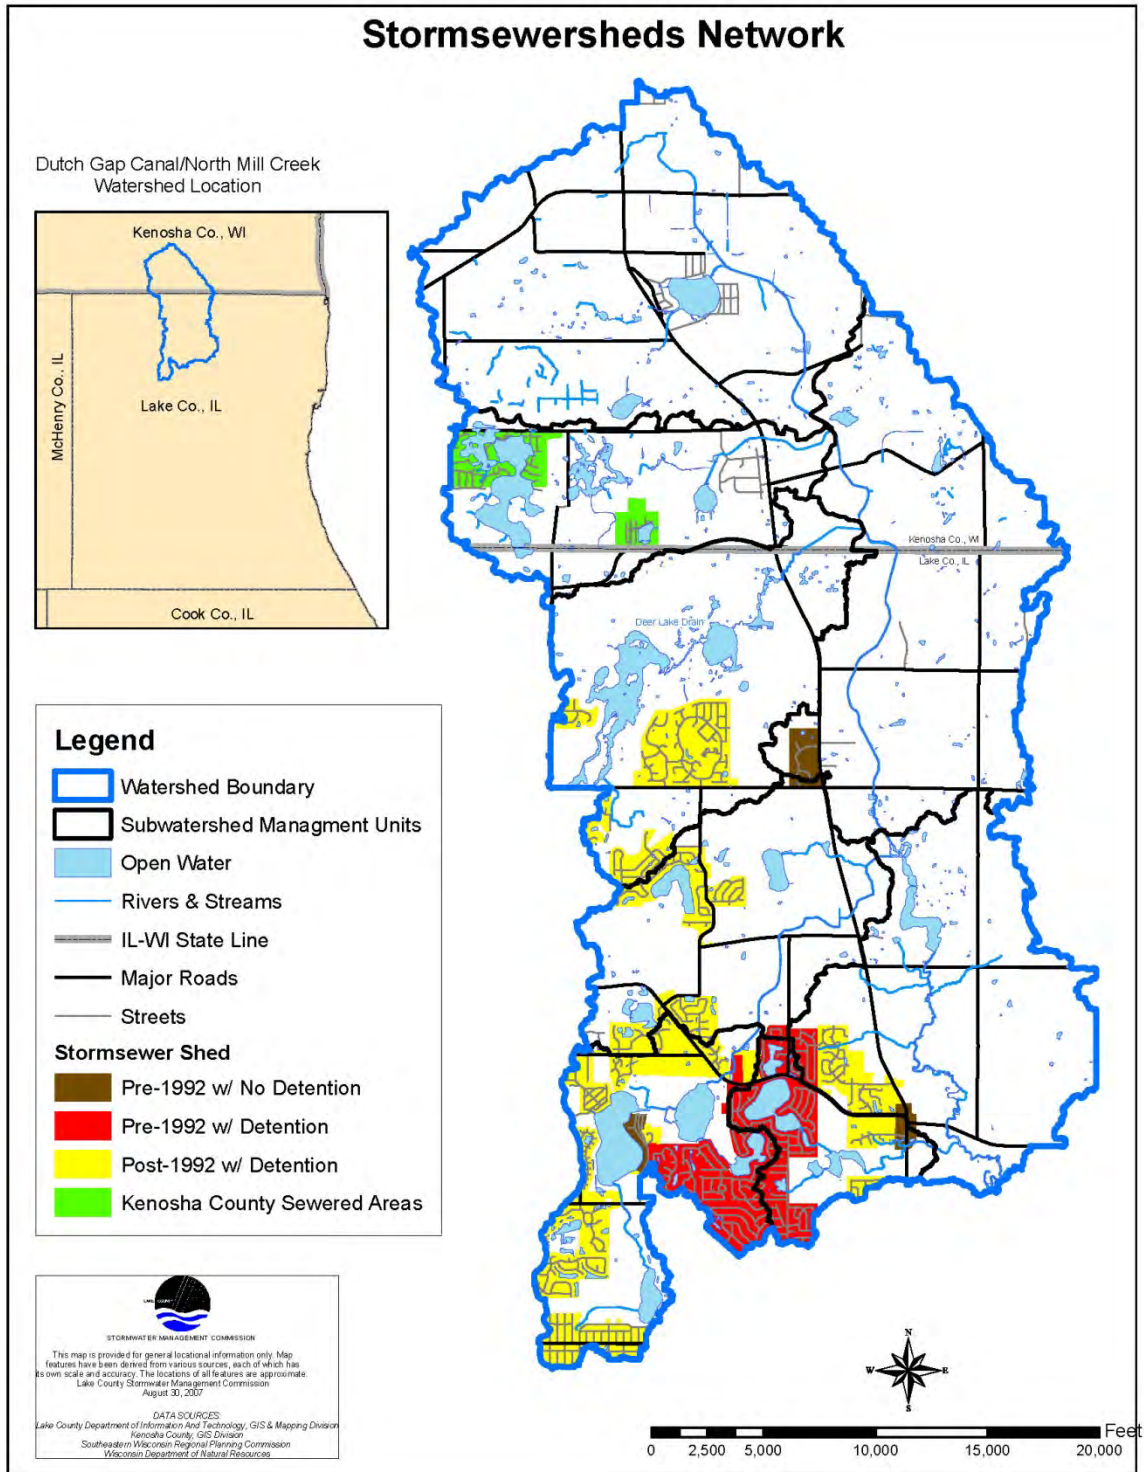 Stormsewersheds Network
Dutch Gap Canal/North Mill Creek
Watershed Location
Kenosha Co., WI
McHenry Co., IL
Lake Co., IL
Cook Co., IL
Kenosha Co., WI
Lake Co., IL
Deer Lake Drain
Legend
Watershed Boundary
Subwatershed Managment Units
Open Water
Rivers & Streams
IL-WI State Line
Major Roads
Streets
Stormsewer Shed
Pre-1992 w/ No Detention
Pre-1992 w/ Detention
Post-1992 w/ Detention
Kenosha County Sewered Areas
LAKE COUNTY
STORMWATER MANAGEMENT COMMISSION
This map is provided for general locational information only. Map
features have been derived from various sources, each of which has
its own scale and accuracy. The locations of all features are approximate.
Lake County Stormwater Management Commission
August 30, 2007
DATA SOURCES:
Lake County Department of Information And Technology, GIS & Mapping Division
Kenosha County, GIS Division
Southeastern Wisconsin Regional Planning Commission
Wisconsin Department of Natural Resources
N
W E
S
Feet
0 2,500 5,000 10,000 15,000 20,000